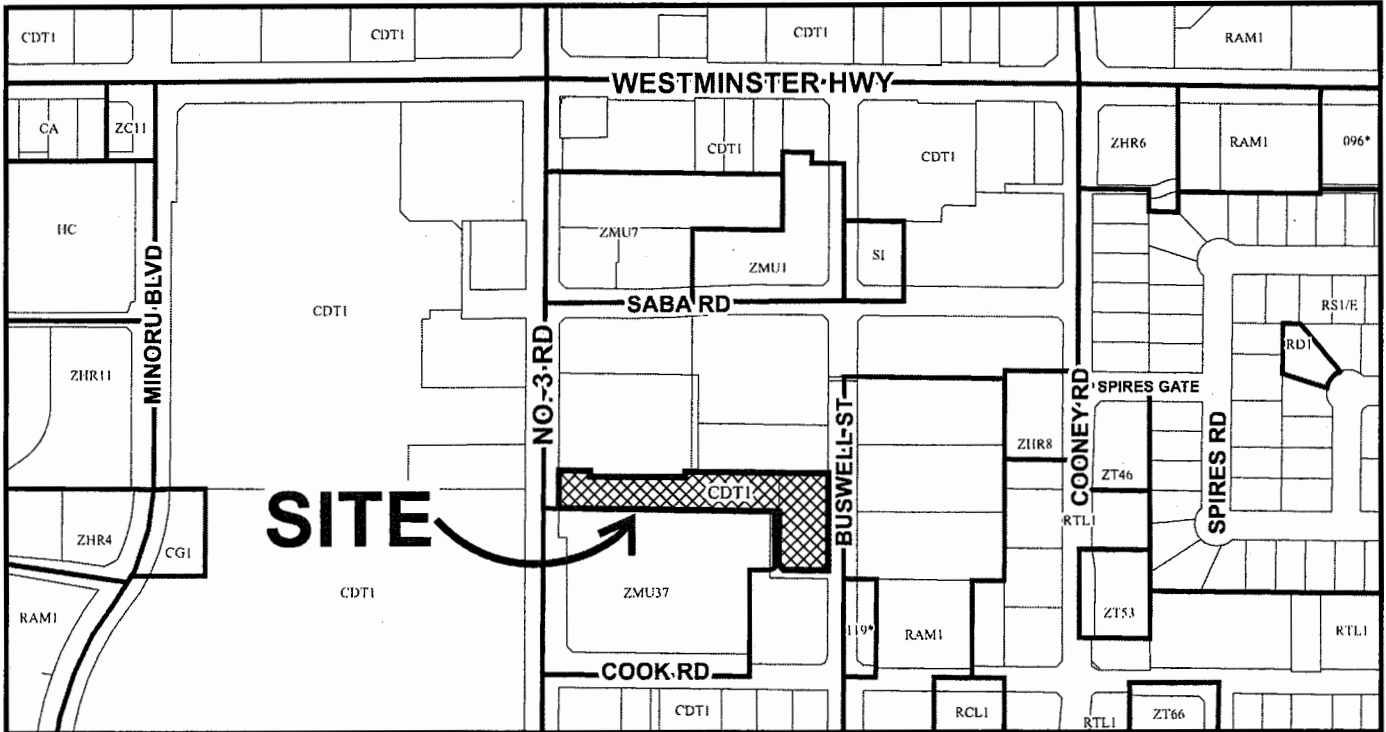 CDT1
CDT1
CDT1
RAM1
WESTMINSTER HWY
CA
ZC11
CDT1
CDT1
ZHR6
RAM1
096*
HC
MINORU BLVD
CDT1
ZMU7
ZMU1
SI
SABA RD
RS1/E
RD1
ZHR11
NO. 3 RD
BUSWELL ST
ZHR8
COONEY RD
SPIRES GATE
SPIRES RD
ZT46
SITE
CDT1
RTL1
ZHR4
CG1
CDT1
ZMU37
RAM1
119*
RAM1
ZT53
RTL1
COOK RD
CDT1
RCL1
RTL1
ZT66